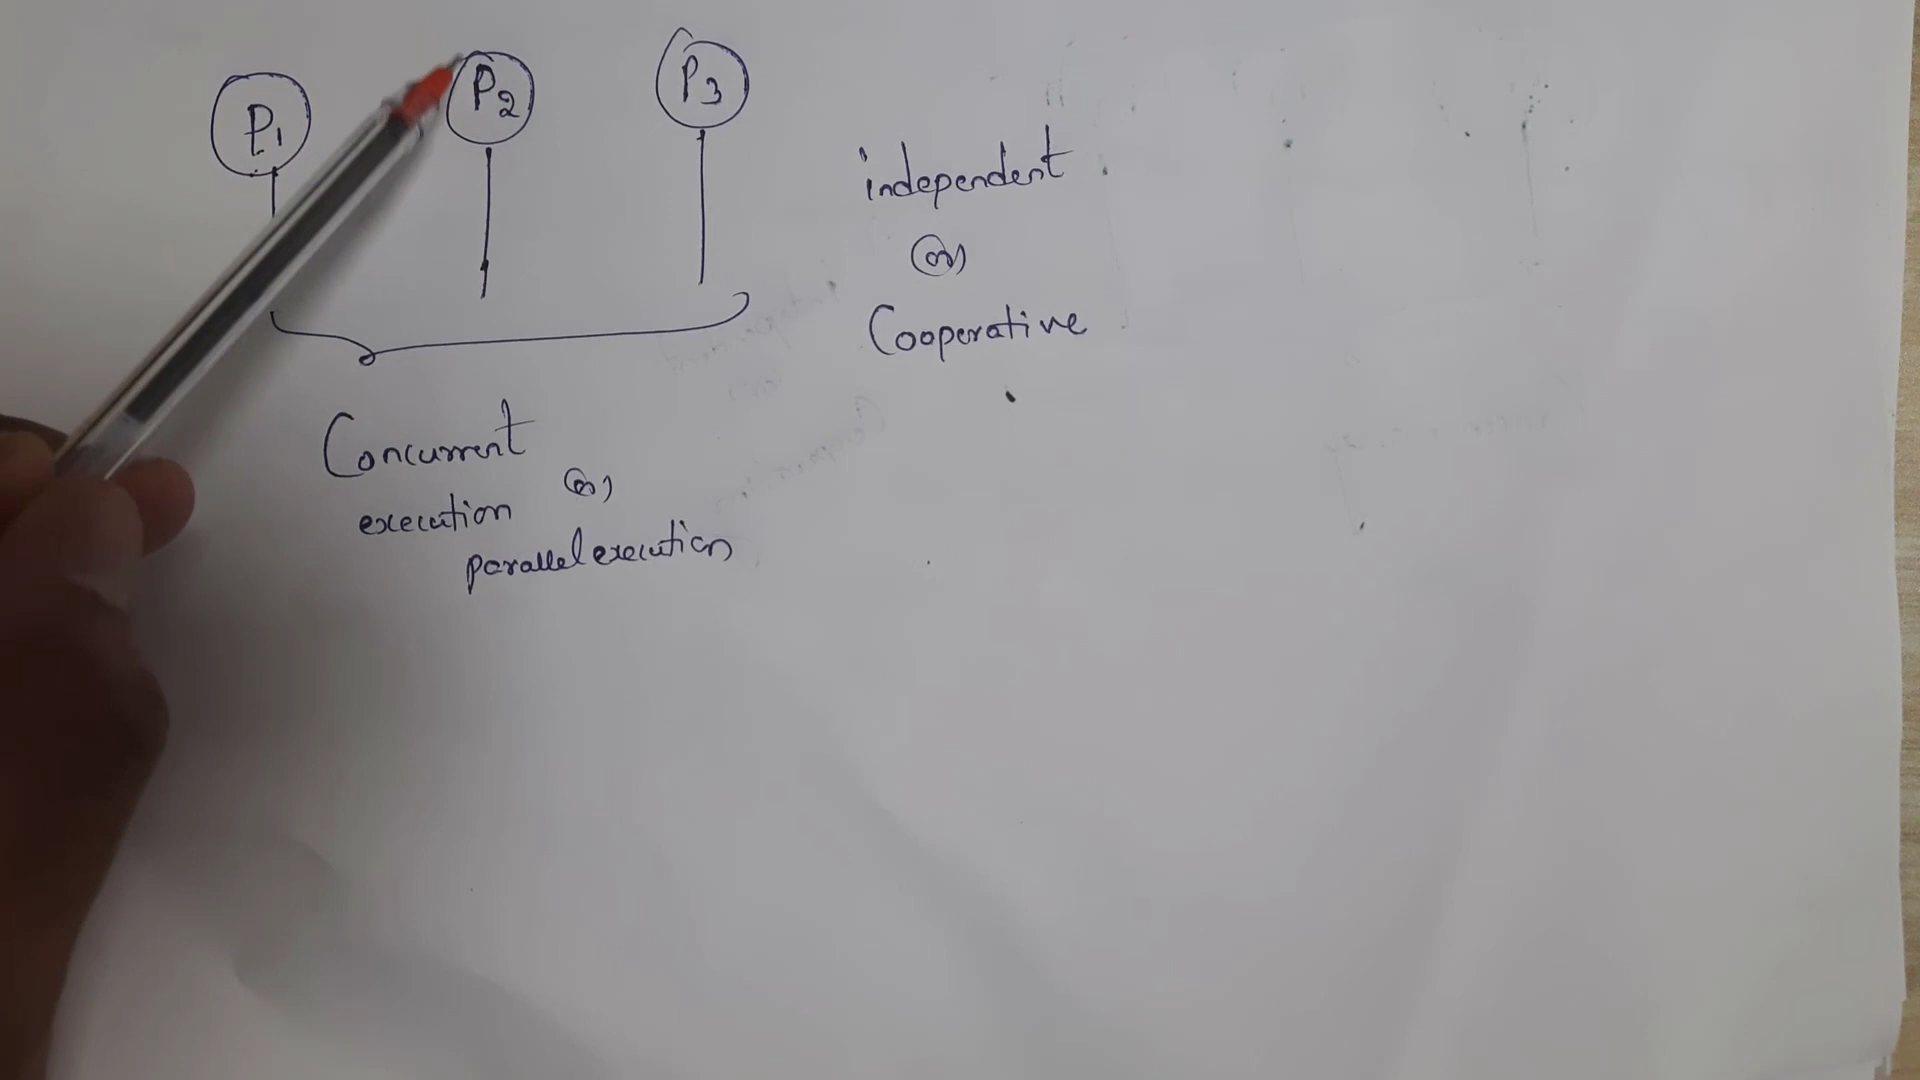 P1 P2 P3
independent
(or)
Cooperative
Concurrent
execution (or)
parallel execution